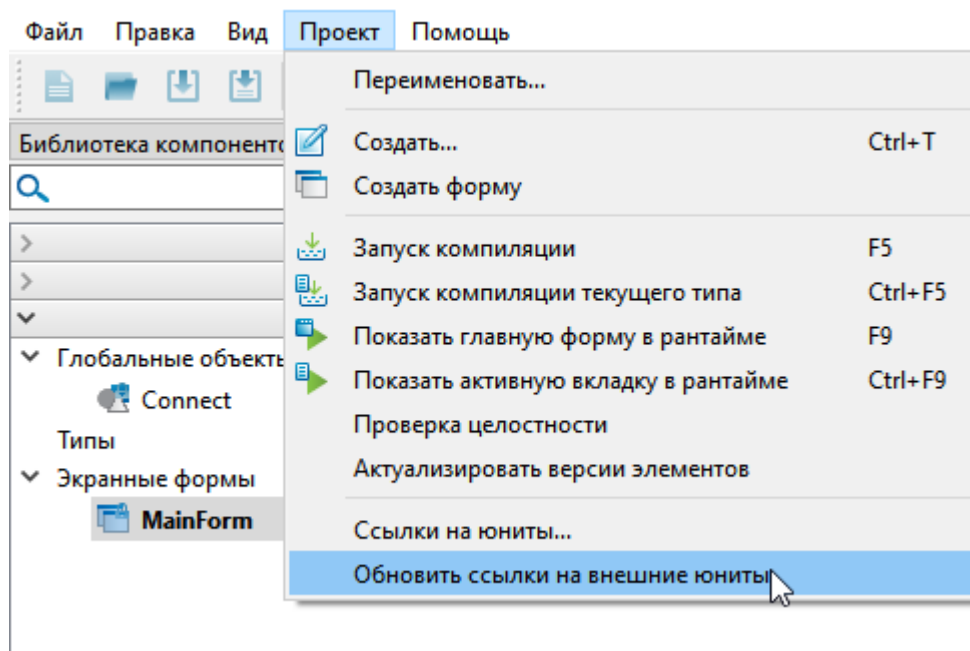 Файл Правка Вид Проект Помощь
Переименовать...
Библиотека компоненто
Создать... Ctrl+T
Создать форму
Запуск компиляции F5
Запуск компиляции текущего типа Ctrl+F5
Показать главную форму в рантайме F9
Глобальные объекты
Показать активную вкладку в рантайме Ctrl+F9
Connect
Проверка целостности
Типы
Актуализировать версии элементов
Экранные формы
MainForm
Ссылки на юниты...
Обновить ссылки на внешние юниты